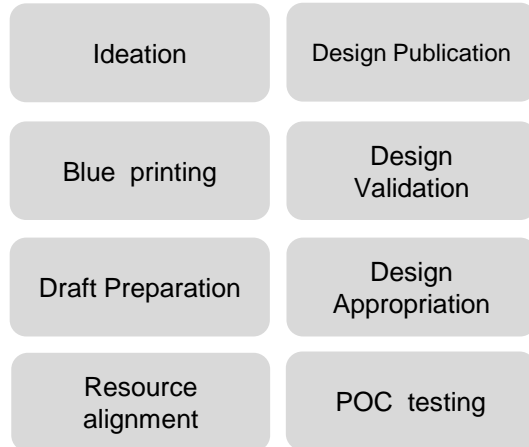 Ideation
Design Publication
Blue printing
Design
Validation
Draft Preparation
Design
Appropriation
Resource
alignment
POC testing